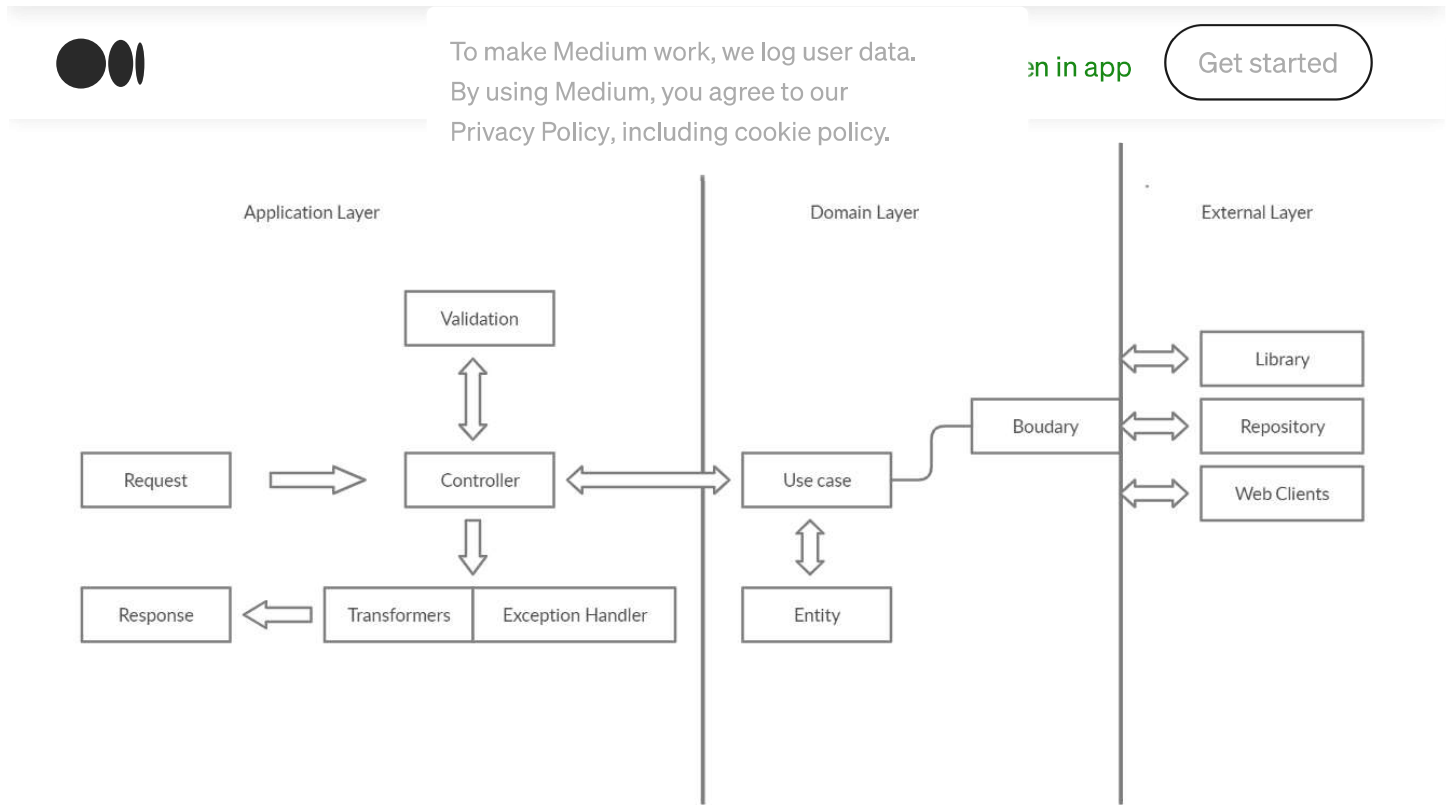 To make Medium work, we log user data.
By using Medium, you agree to our
Privacy Policy, including cookie policy.
en in app
Get started
Application Layer
Domain Layer
External Layer
Validation
Library
Boudary
Repository
Request
Controller
Use case
Web Clients
Response
Transformers
Exception Handler
Entity